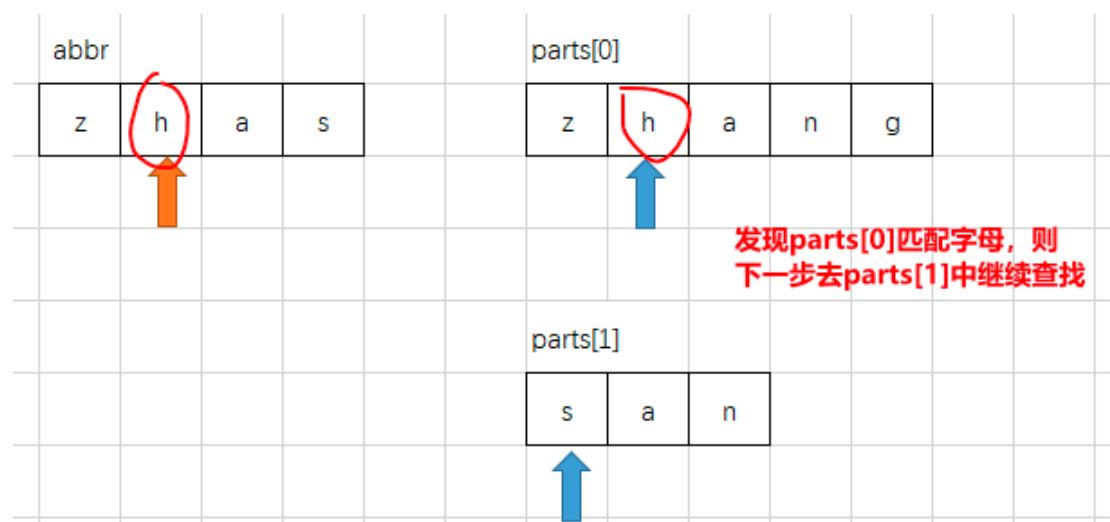 abbr
parts[0]
z h a s
z h a n g
发现parts[0]匹配字母，则
下一步去parts[1]中继续查找
parts[1]
s a n